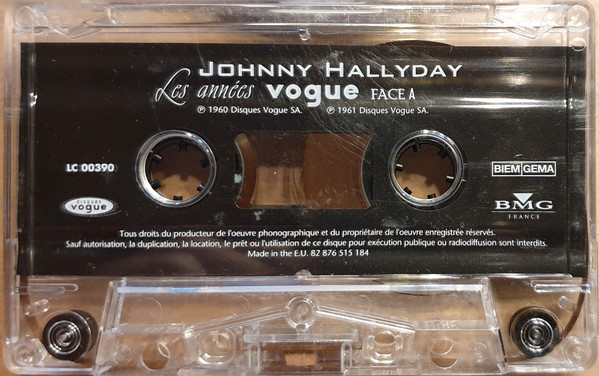 JOHNNY HALLYDAY
Les années vogue FACE A
℗ 1960 Disques Vogue SA. ℗ 1961 Disques Vogue SA.
LC 00390
BIEM GEMA
DISQUES
vogue
BMG
FRANCE
Tous droits du producteur de l'oeuvre phonographique et du propriétaire de l'oeuvre enregistrée réservés.
Sauf autorisation, la duplication, la location, le prêt ou l'utilisation de ce disque pour exécution publique ou radiodiffusion sont interdits.
Made in the E.U. 82 876 515 184